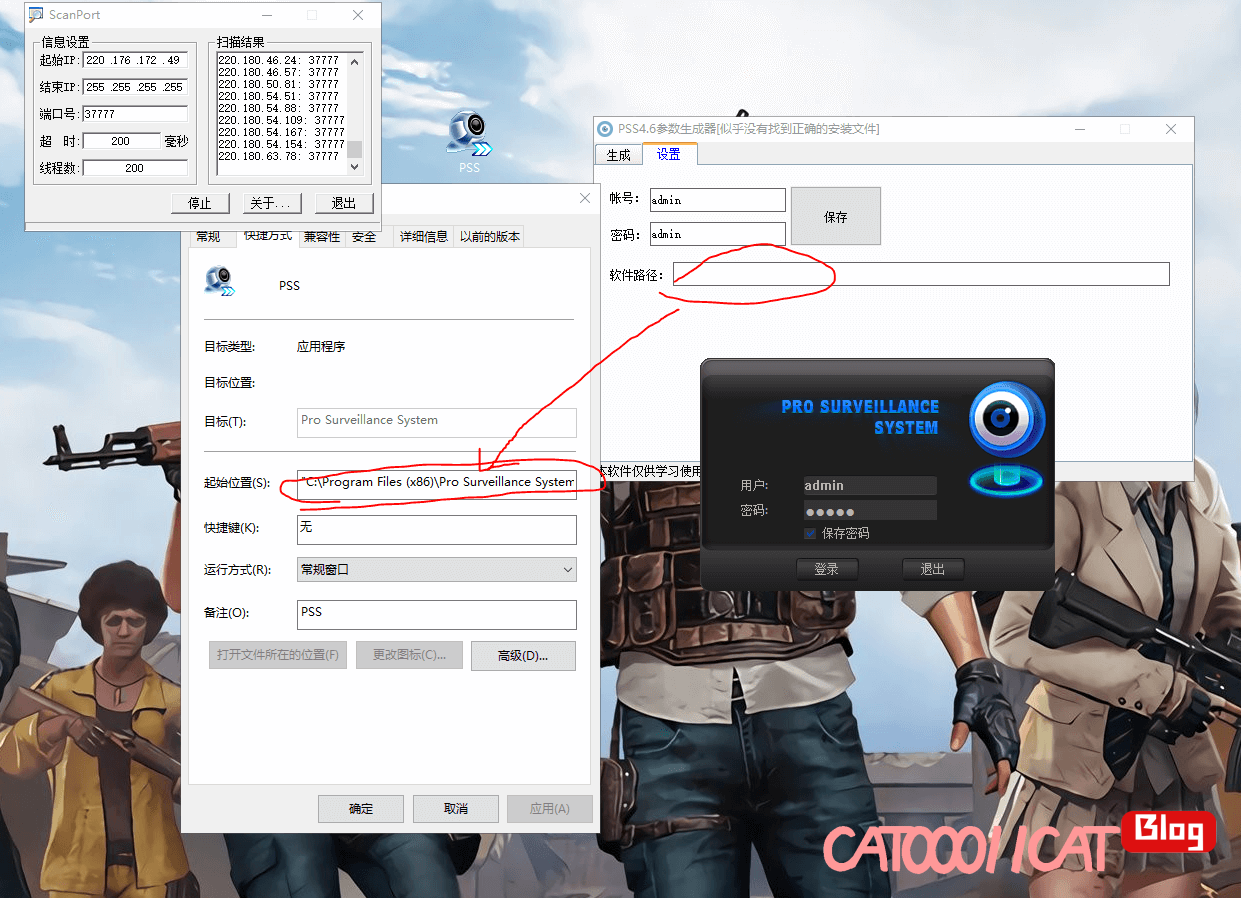 ScanPort
信息设置
起始IP: 220 .176 .172 .49
结束IP: 255 .255 .255 .255
端口号: 37777
超 时: 200 毫秒
线程数: 200
扫描结果
220.180.46.24: 37777
220.180.46.57: 37777
220.180.50.81: 37777
220.180.54.51: 37777
220.180.54.88: 37777
220.180.54.109: 37777
220.180.54.167: 37777
220.180.54.154: 37777
220.180.63.78: 37777
停止 关于... 退出
PSS
常规 快捷方式 兼容性 安全 详细信息 以前的版本
PSS
目标类型: 应用程序
目标位置:
目标(T): Pro Surveillance System
起始位置(S): "C:\Program Files (x86)\Pro Surveillance System
快捷键(K): 无
运行方式(R): 常规窗口
备注(O): PSS
打开文件所在的位置(F) 更改图标(C)... 高级(D)...
确定 取消 应用(A)
PSS4.6参数生成器[似乎没有找到正确的安装文件]
生成 设置
帐号: admin
密码: admin
保存
软件路径:
本软件仅供学习使用
PRO SURVEILLANCE
SYSTEM
用户: admin
密码: ●●●●●
保存密码
登录 退出
CAT00011CAT Blog